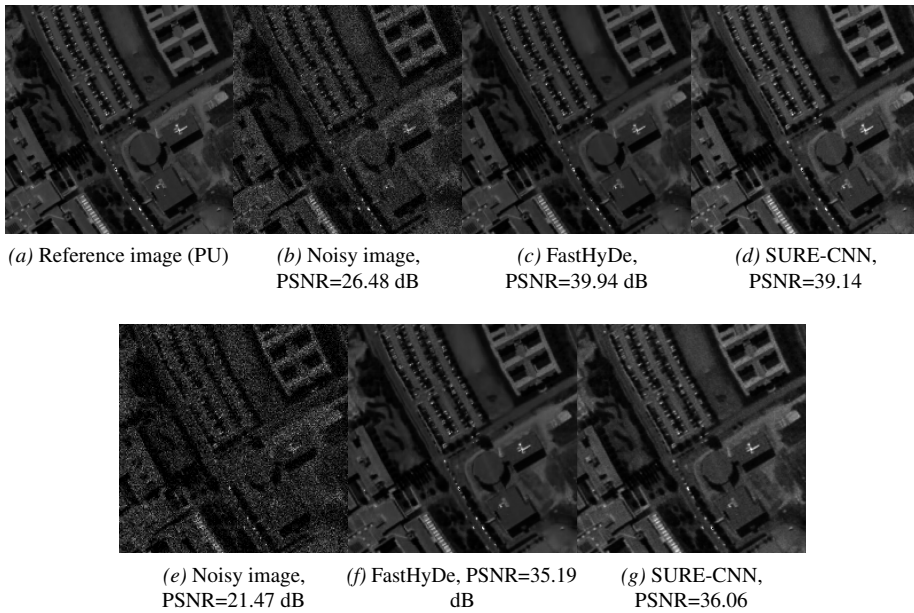 (a) Reference image (PU)
(b) Noisy image,
PSNR=26.48 dB
(c) FastHyDe,
PSNR=39.94 dB
(d) SURE-CNN,
PSNR=39.14
(e) Noisy image,
PSNR=21.47 dB
(f) FastHyDe, PSNR=35.19
dB
(g) SURE-CNN,
PSNR=36.06